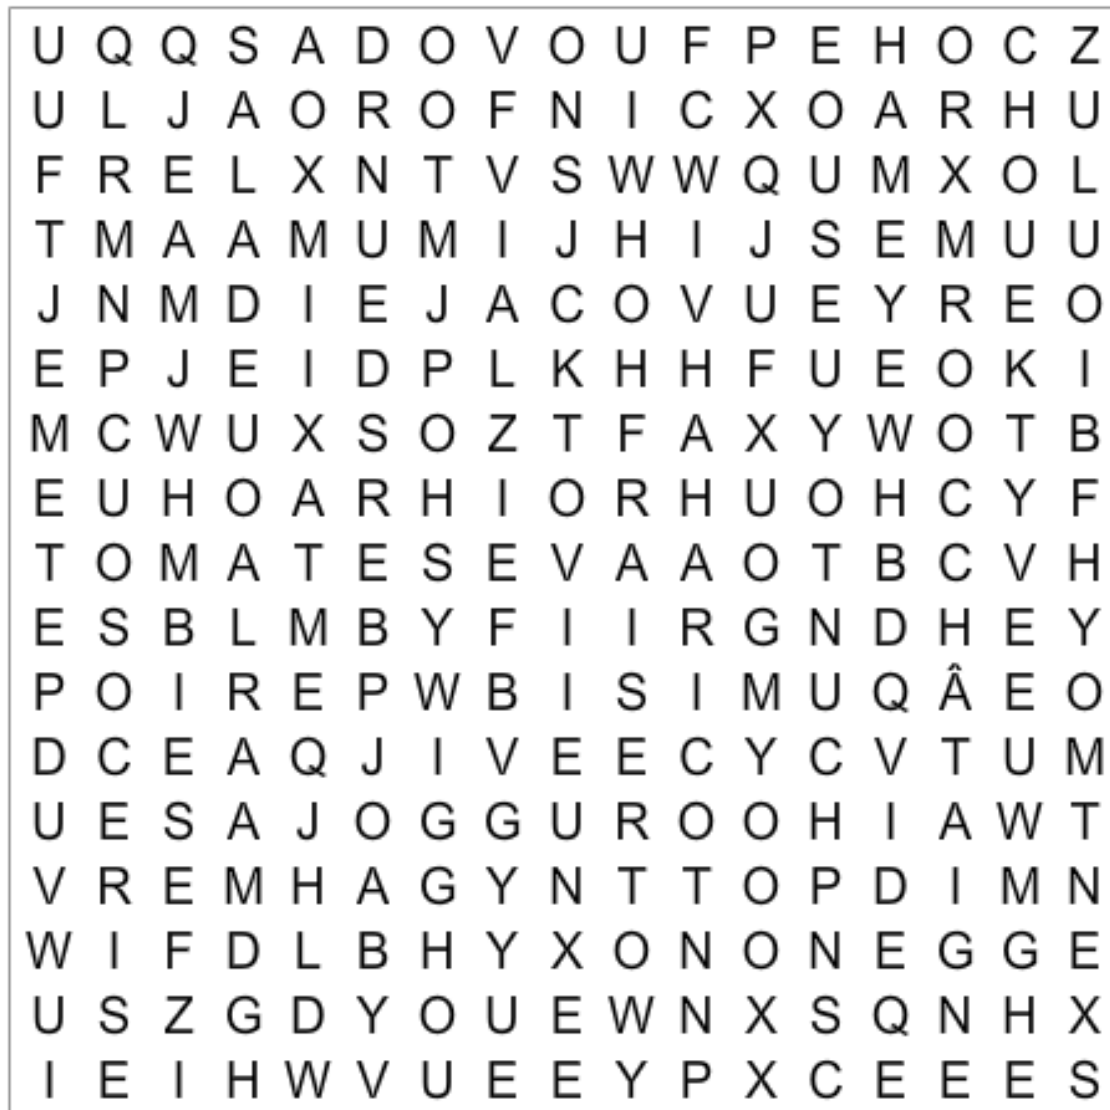 U Q Q S A D O V O U F P E H O C Z
U L J A O R O F N I C X O A R H U
F R E L X N T V S W W Q U M X O L
T M A A M U M I J H I J S E M U U
J N M D I E J A C O V U E Y R E O
E P J E I D P L K H H F U E O K I
M C W U X S O Z T F A X Y W O T B
E U H O A R H I O R H U O H C Y F
T O M A T E S E V A A O T B C V H
E S B L M B Y F I I R G N D H E Y
P O I R E P W B I S I M U Q Â E O
D C E A Q J I V E E C Y C V T U M
U E S A J O G G U R O O H I A W T
V R E M H A G Y N T T O P D I M N
W I F D L B H Y X O N O N E G G E
U S Z G D Y O U E W N X S Q N H X
I E I H W V U E E Y P X C E E E S